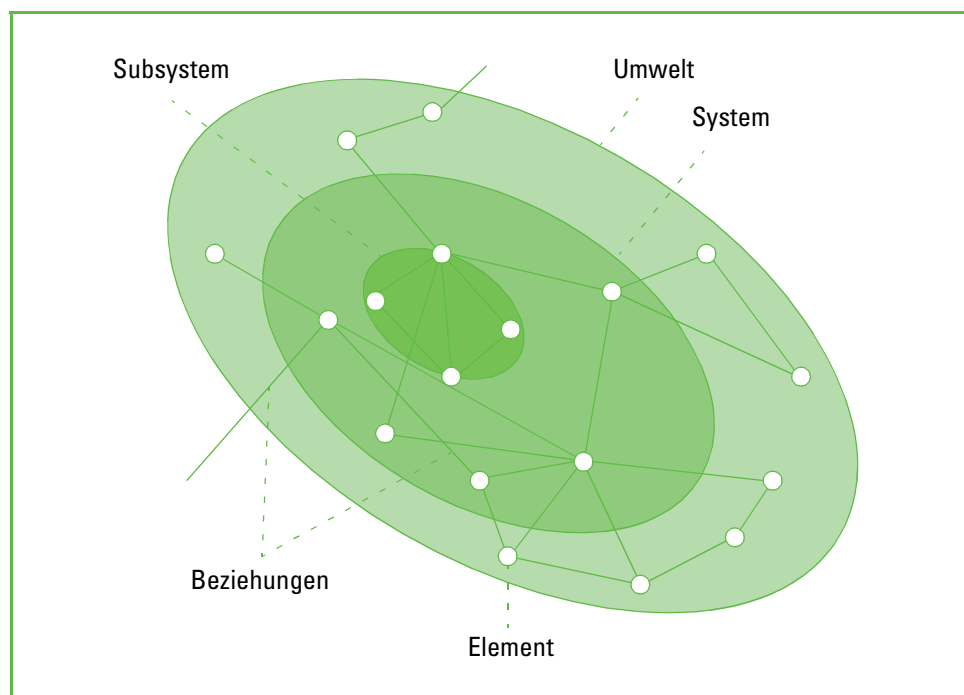 Subsystem
Umwelt
System
Beziehungen
Element